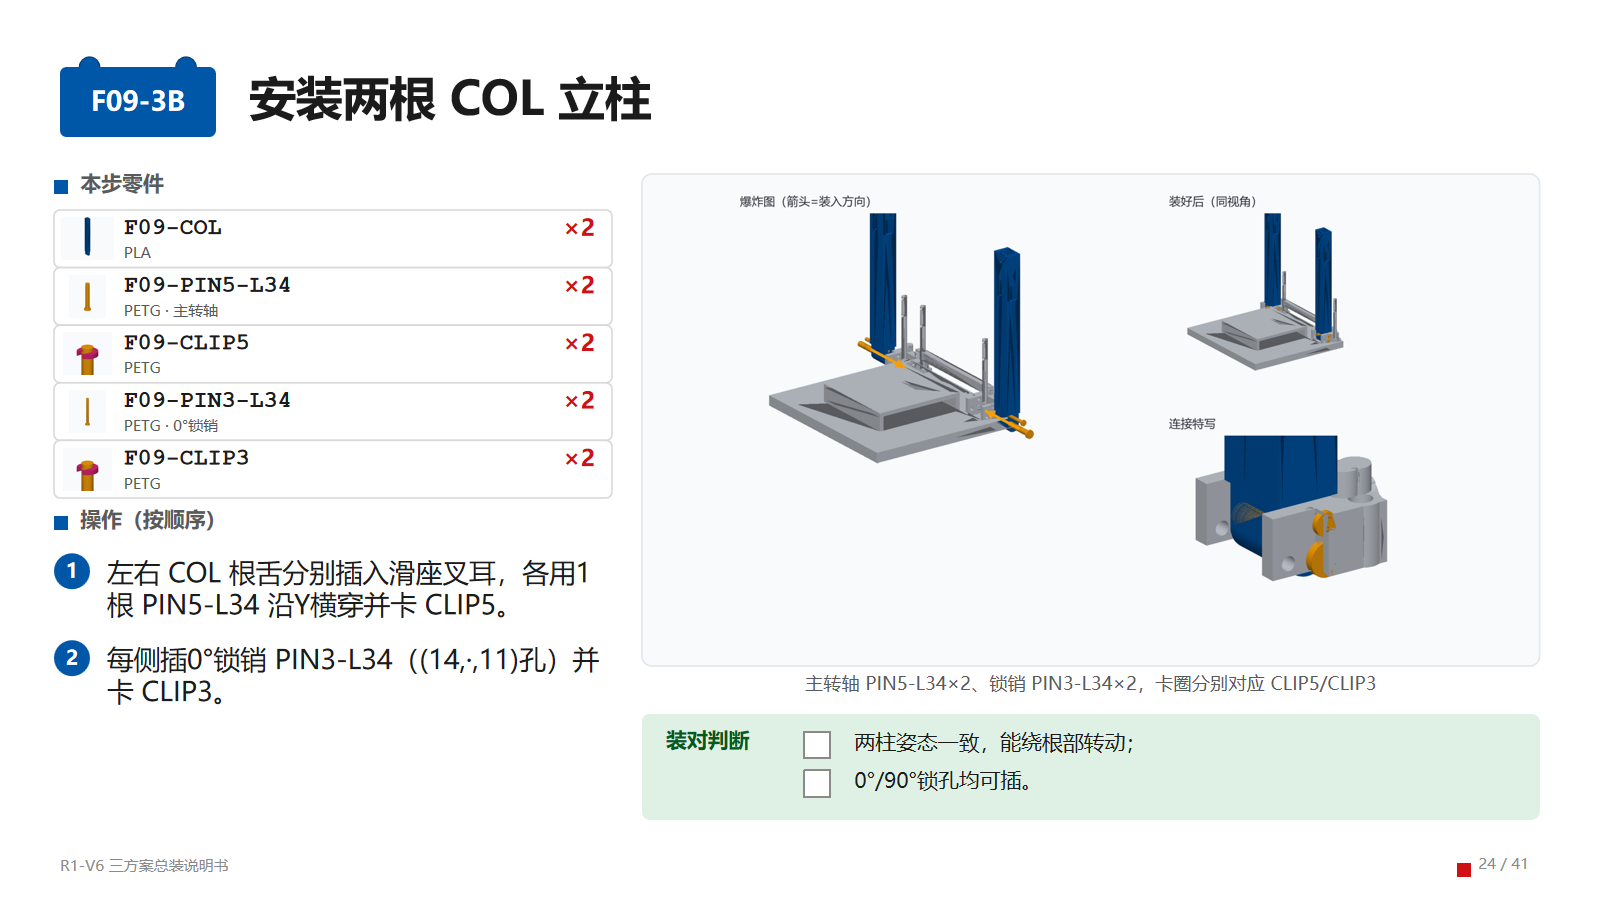 F09-3B
安装两根 COL 立柱
本步零件
F09-COL
×2
PLA
F09-PIN5-L34
×2
PETG · 主转轴
F09-CLIP5
×2
PETG
F09-PIN3-L34
×2
PETG · 0°锁销
F09-CLIP3
×2
PETG
操作（按顺序）
1
左右 COL 根舌分别插入滑座叉耳，各用1
根 PIN5-L34 沿Y横穿并卡 CLIP5。
2
每侧插0°锁销 PIN3-L34（(14,·,11)孔）并
卡 CLIP3。
爆炸图（箭头=装入方向）
装好后（同视角）
连接特写
主转轴 PIN5-L34×2、锁销 PIN3-L34×2，卡圈分别对应 CLIP5/CLIP3
装对判断
两柱姿态一致，能绕根部转动；
0°/90°锁孔均可插。
R1-V6 三方案总装说明书
24 / 41